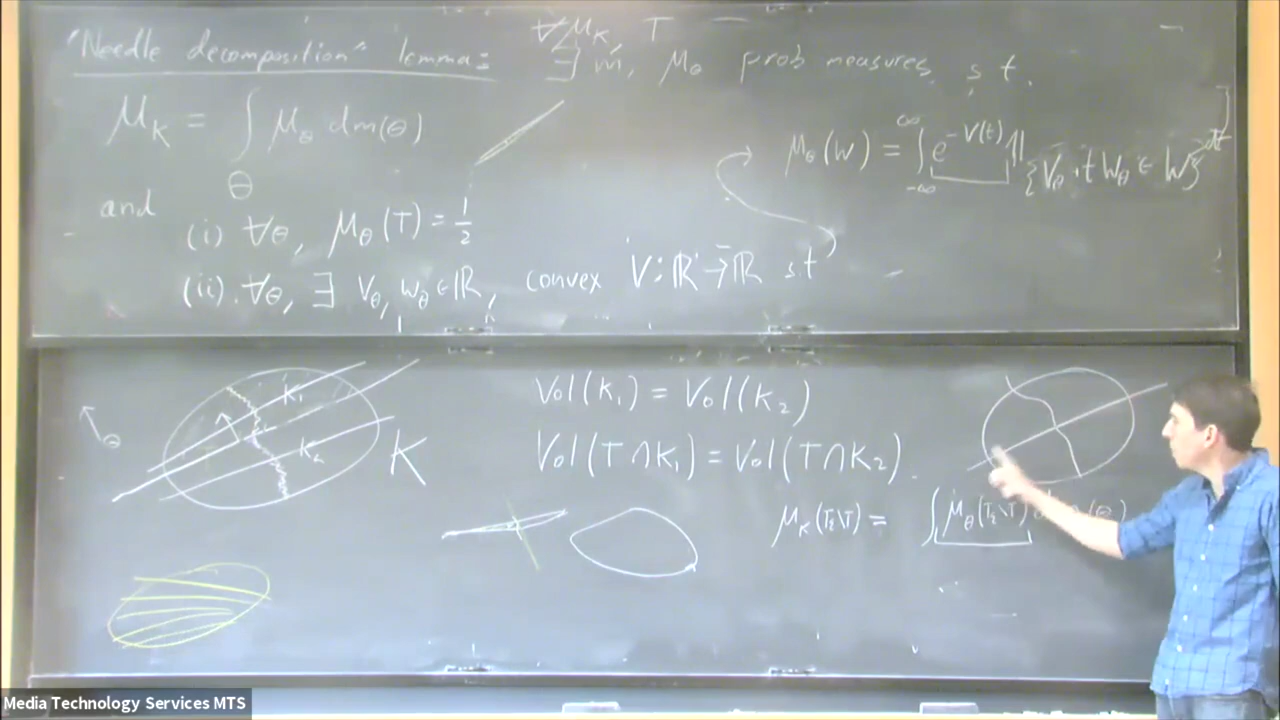 "Needle decomposition" lemma: ∀μ_K, T
∃ m, μ_θ prob measures, s.t.
μ_K = ∫_Θ μ_θ dm(θ)
μ_θ(W) = ∫_{-∞}^{∞} e^{-V(t)} 1_{{V_θ + t W_θ ∈ W}} dt
and
(i) ∀θ, μ_θ(T) = 1/2
(ii). ∀θ, ∃ V_θ, W_θ ∈ ℝ, convex V: ℝ → ℝ s.t
K_1
K_2
θ
K
Vol(K_1) = Vol(K_2)
Vol(T∩K_1) = Vol(T∩K_2).
μ_K(T_ε\T) = ∫ μ_θ(T_ε\T) (θ)
Media Technology Services MTS